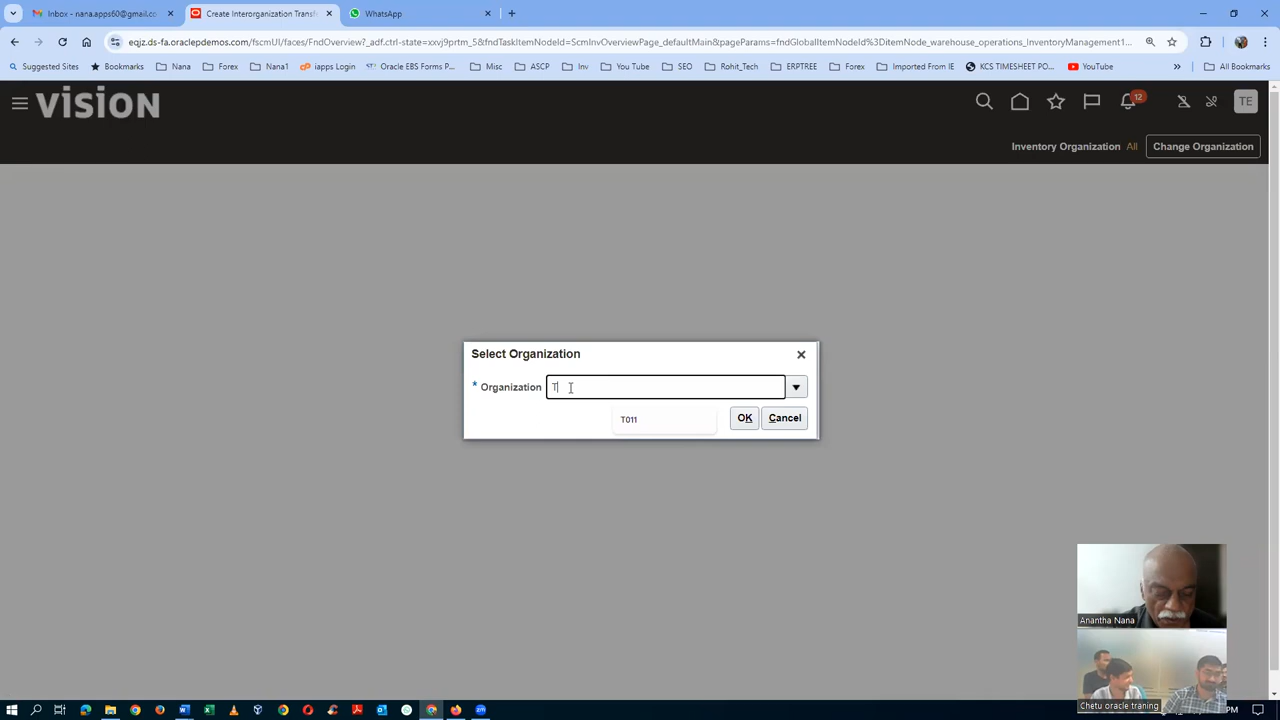 Inbox - nana.apps60@gmail.co
Create Interorganization Transf
WhatsApp
eqjz.ds-fa.oraclepdemos.com/fscmUI/faces/FndOverview?_adf.ctrl-state=xxvj9prtm_5&fndTaskItemNodeId=ScmInvOverviewPage_defaultMain&pageParams=fndGlobalItemNodeId%3DitemNode_warehouse_operations_InventoryManagement1...
Suggested Sites
Bookmarks
Nana
Forex
Nana1
iapps Login
Oracle EBS Forms P...
Misc
ASCP
Inv
You Tube
SEO
Rohi_Tech
ERPTREE
Forex
Imported From IE
KCS TIMESHEET PO...
YouTube
All Bookmarks
VISION
12
TE
Inventory Organization All
Change Organization
Select Organization
* Organization T
T011
OK
Cancel
Anantha Nana
Chetu oracle traning
PM